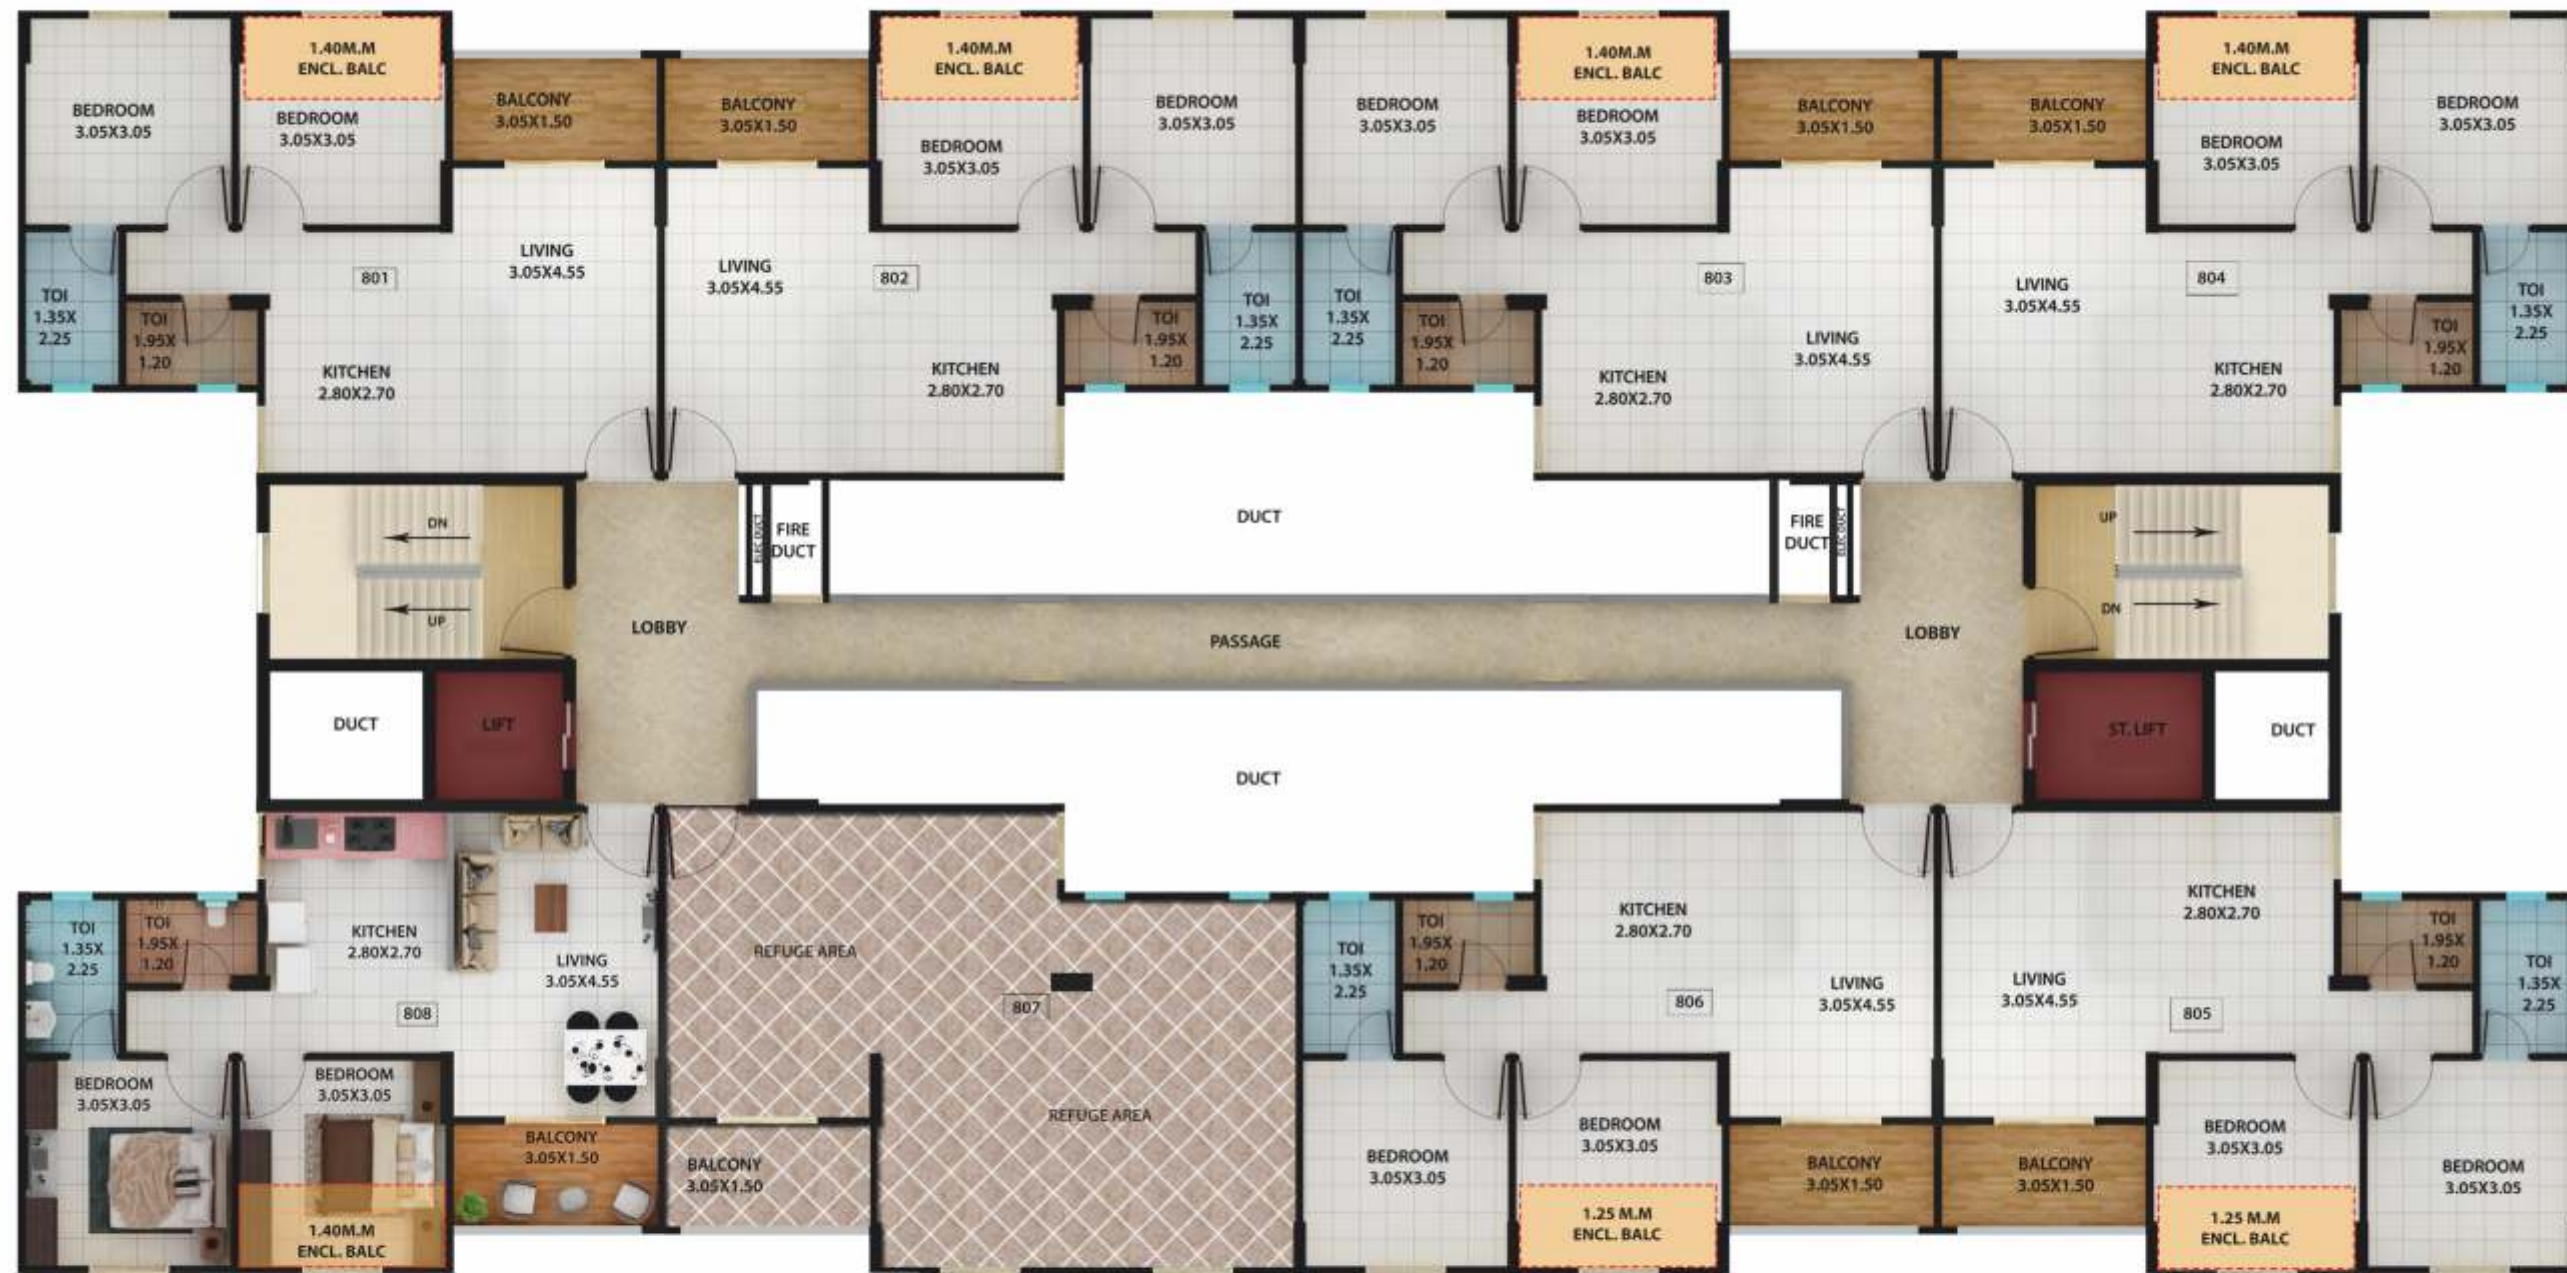 BEDROOM
3.05X3.05
1.40M.M
ENCL. BALC
BEDROOM
3.05X3.05
BALCONY
3.05X1.50
BALCONY
3.05X1.50
1.40M.M
ENCL. BALC
BEDROOM
3.05X3.05
BEDROOM
3.05X3.05
BEDROOM
3.05X3.05
1.40M.M
ENCL. BALC
BEDROOM
3.05X3.05
BALCONY
3.05X1.50
BALCONY
3.05X1.50
1.40M.M
ENCL. BALC
BEDROOM
3.05X3.05
BEDROOM
3.05X3.05
TOI
1.35X
2.25
TOI
1.95X
1.20
801
LIVING
3.05X4.55
KITCHEN
2.80X2.70
LIVING
3.05X4.55
802
KITCHEN
2.80X2.70
TOI
1.95X
1.20
TOI
1.35X
2.25
TOI
1.35X
2.25
TOI
1.95X
1.20
803
KITCHEN
2.80X2.70
LIVING
3.05X4.55
LIVING
3.05X4.55
804
KITCHEN
2.80X2.70
TOI
1.95X
1.20
TOI
1.35X
2.25
DN
UP
LOBBY
ELEC DUCT
FIRE
DUCT
DUCT
PASSAGE
FIRE
DUCT
ELEC DUCT
LOBBY
UP
DN
DUCT
LIFT
DUCT
ST. LIFT
DUCT
TOI
1.35X
2.25
TOI
1.95X
1.20
KITCHEN
2.80X2.70
LIVING
3.05X4.55
808
REFUGE AREA
807
REFUGE AREA
TOI
1.35X
2.25
TOI
1.95X
1.20
KITCHEN
2.80X2.70
806
LIVING
3.05X4.55
LIVING
3.05X4.55
KITCHEN
2.80X2.70
805
TOI
1.95X
1.20
TOI
1.35X
2.25
BEDROOM
3.05X3.05
BEDROOM
3.05X3.05
1.40M.M
ENCL. BALC
BALCONY
3.05X1.50
BALCONY
3.05X1.50
BEDROOM
3.05X3.05
BEDROOM
3.05X3.05
1.25 M.M
ENCL. BALC
BALCONY
3.05X1.50
BALCONY
3.05X1.50
BEDROOM
3.05X3.05
1.25 M.M
ENCL. BALC
BEDROOM
3.05X3.05